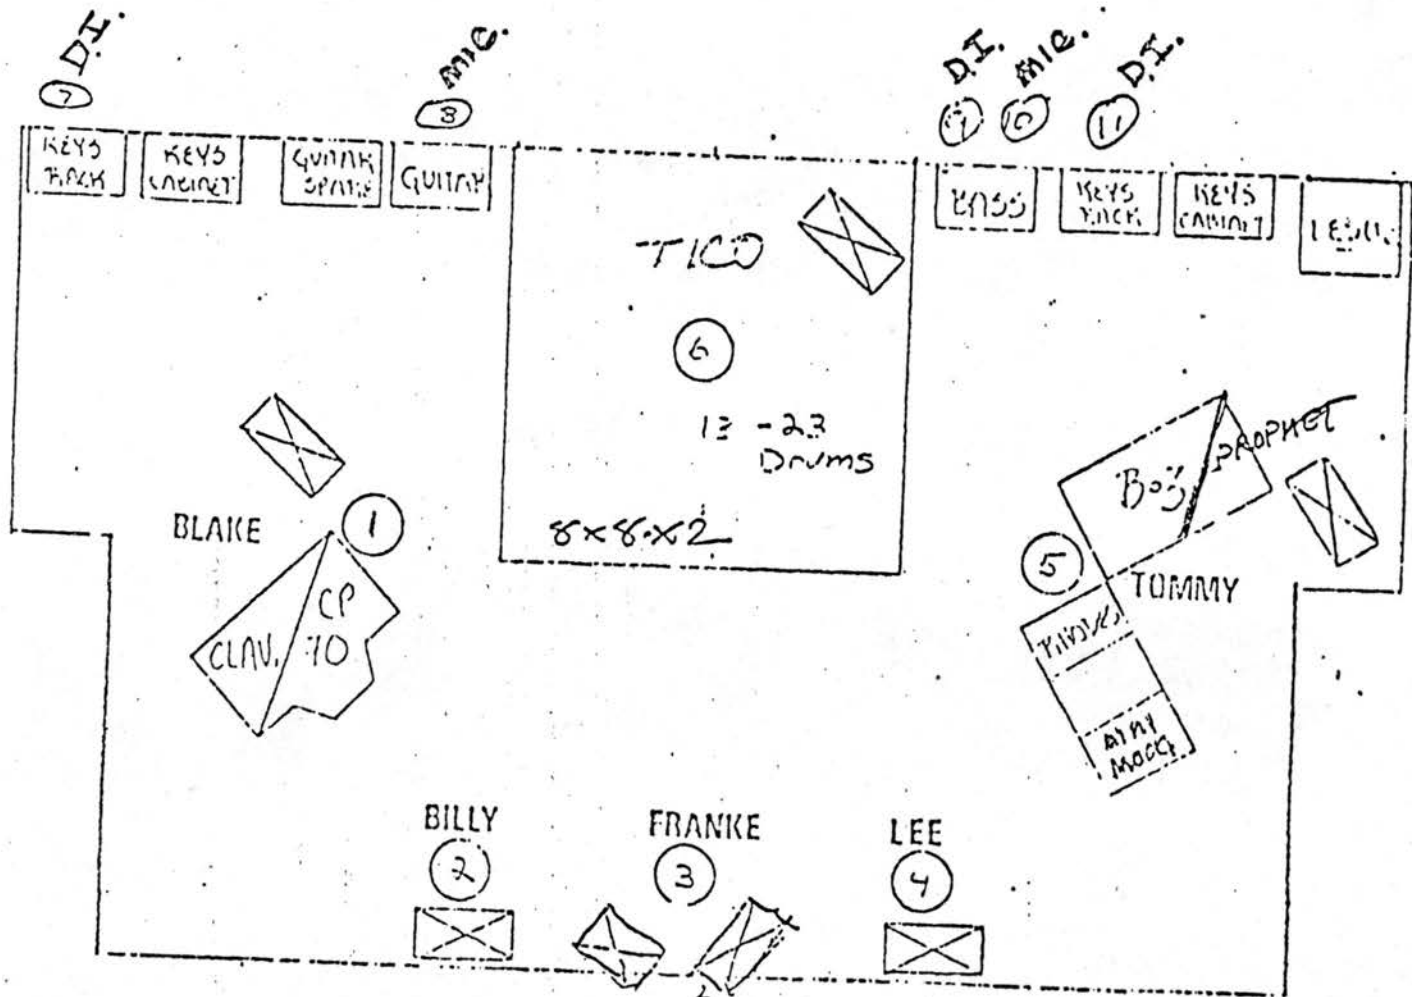 D.I.
MIC.
D.I.
MIC.
D.I.
7
8
9
10
11
KEYS
RACK
KEYS
CABINET
GUITAR
SPARE
GUITAR
BASS
KEYS
RACK
KEYS
CABINET
TICO
6
13 - 23
Drums
8x8x2
BLAKE
1
CLAV.
CP
70
PROPHET
5
TOMMY
BILLY
2
FRANKE
3
LEE
4